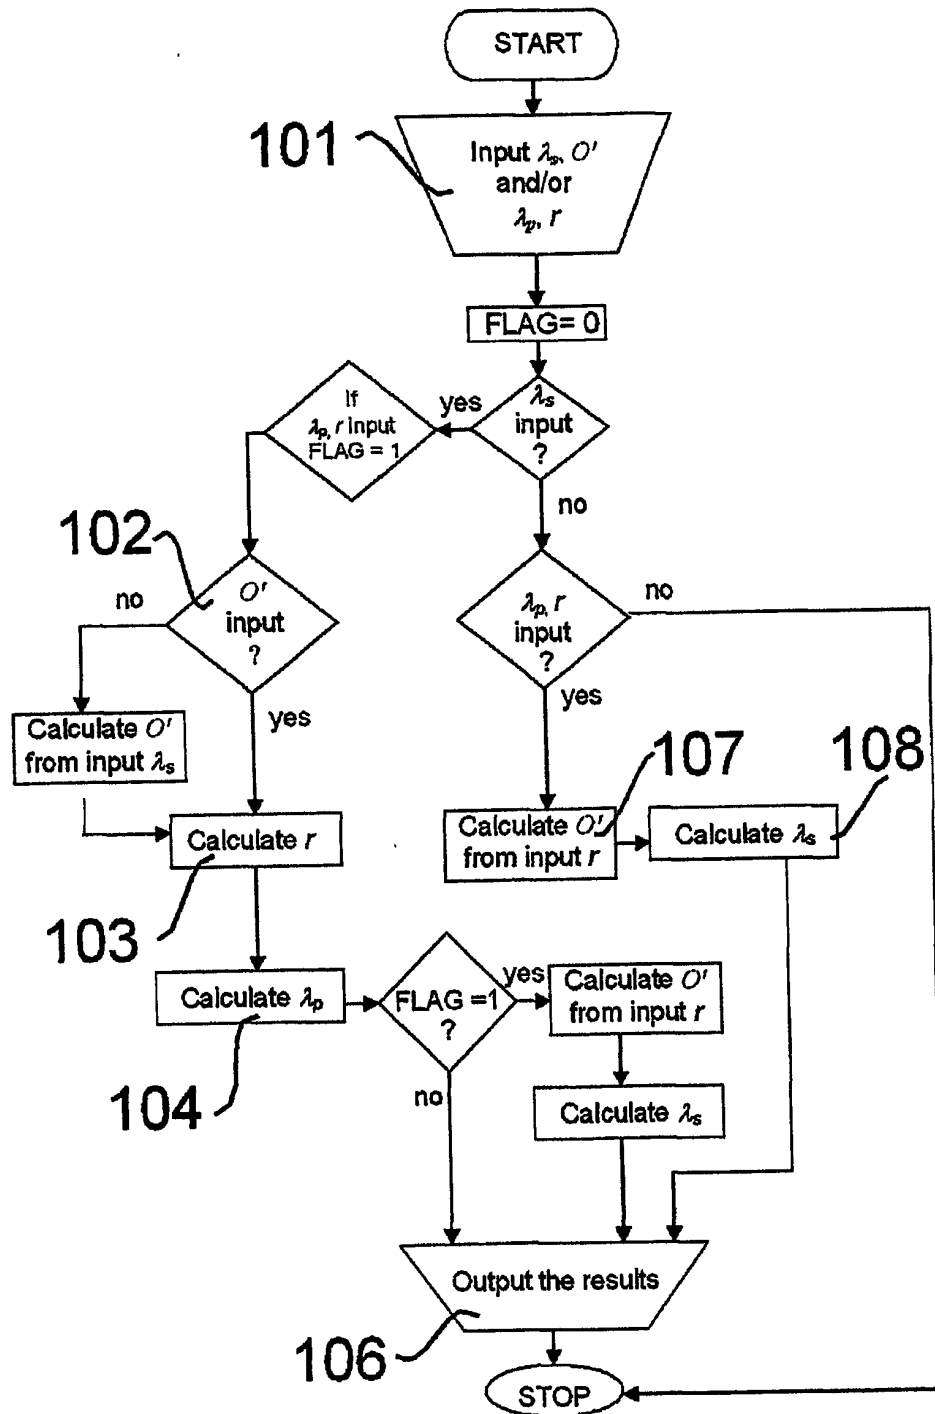 START
101
Input λₛ, O'
and/or
λₚ, r
FLAG= 0
λₛ
input
?
yes
no
If
λₚ, r input
FLAG = 1
102
O'
input
?
no
yes
λₚ, r
input
?
no
yes
Calculate O'
from input λₛ
Calculate r
103
Calculate O'
from input r
107
Calculate λₛ
108
Calculate λₚ
104
FLAG =1
?
yes
no
Calculate O'
from input r
Calculate λₛ
Output the results
106
STOP